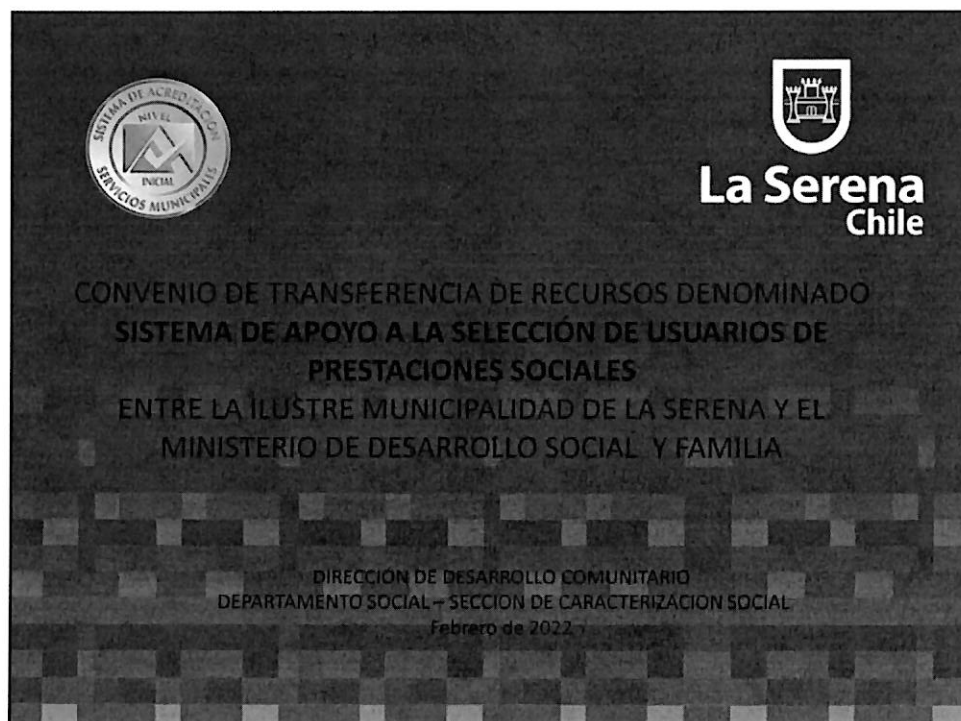 SISTEMA DE ACREDITACIÓN
NIVEL
INICIAL
SERVICIOS MUNICIPALES
La Serena
Chile
CONVENIO DE TRANSFERENCIA DE RECURSOS DENOMINADO
SISTEMA DE APOYO A LA SELECCIÓN DE USUARIOS DE
PRESTACIONES SOCIALES
ENTRE LA ILUSTRE MUNICIPALIDAD DE LA SERENA Y EL
MINISTERIO DE DESARROLLO SOCIAL Y FAMILIA
DIRECCIÓN DE DESARROLLO COMUNITARIO
DEPARTAMENTO SOCIAL – SECCION DE CARACTERIZACION SOCIAL
Febrero de 2022